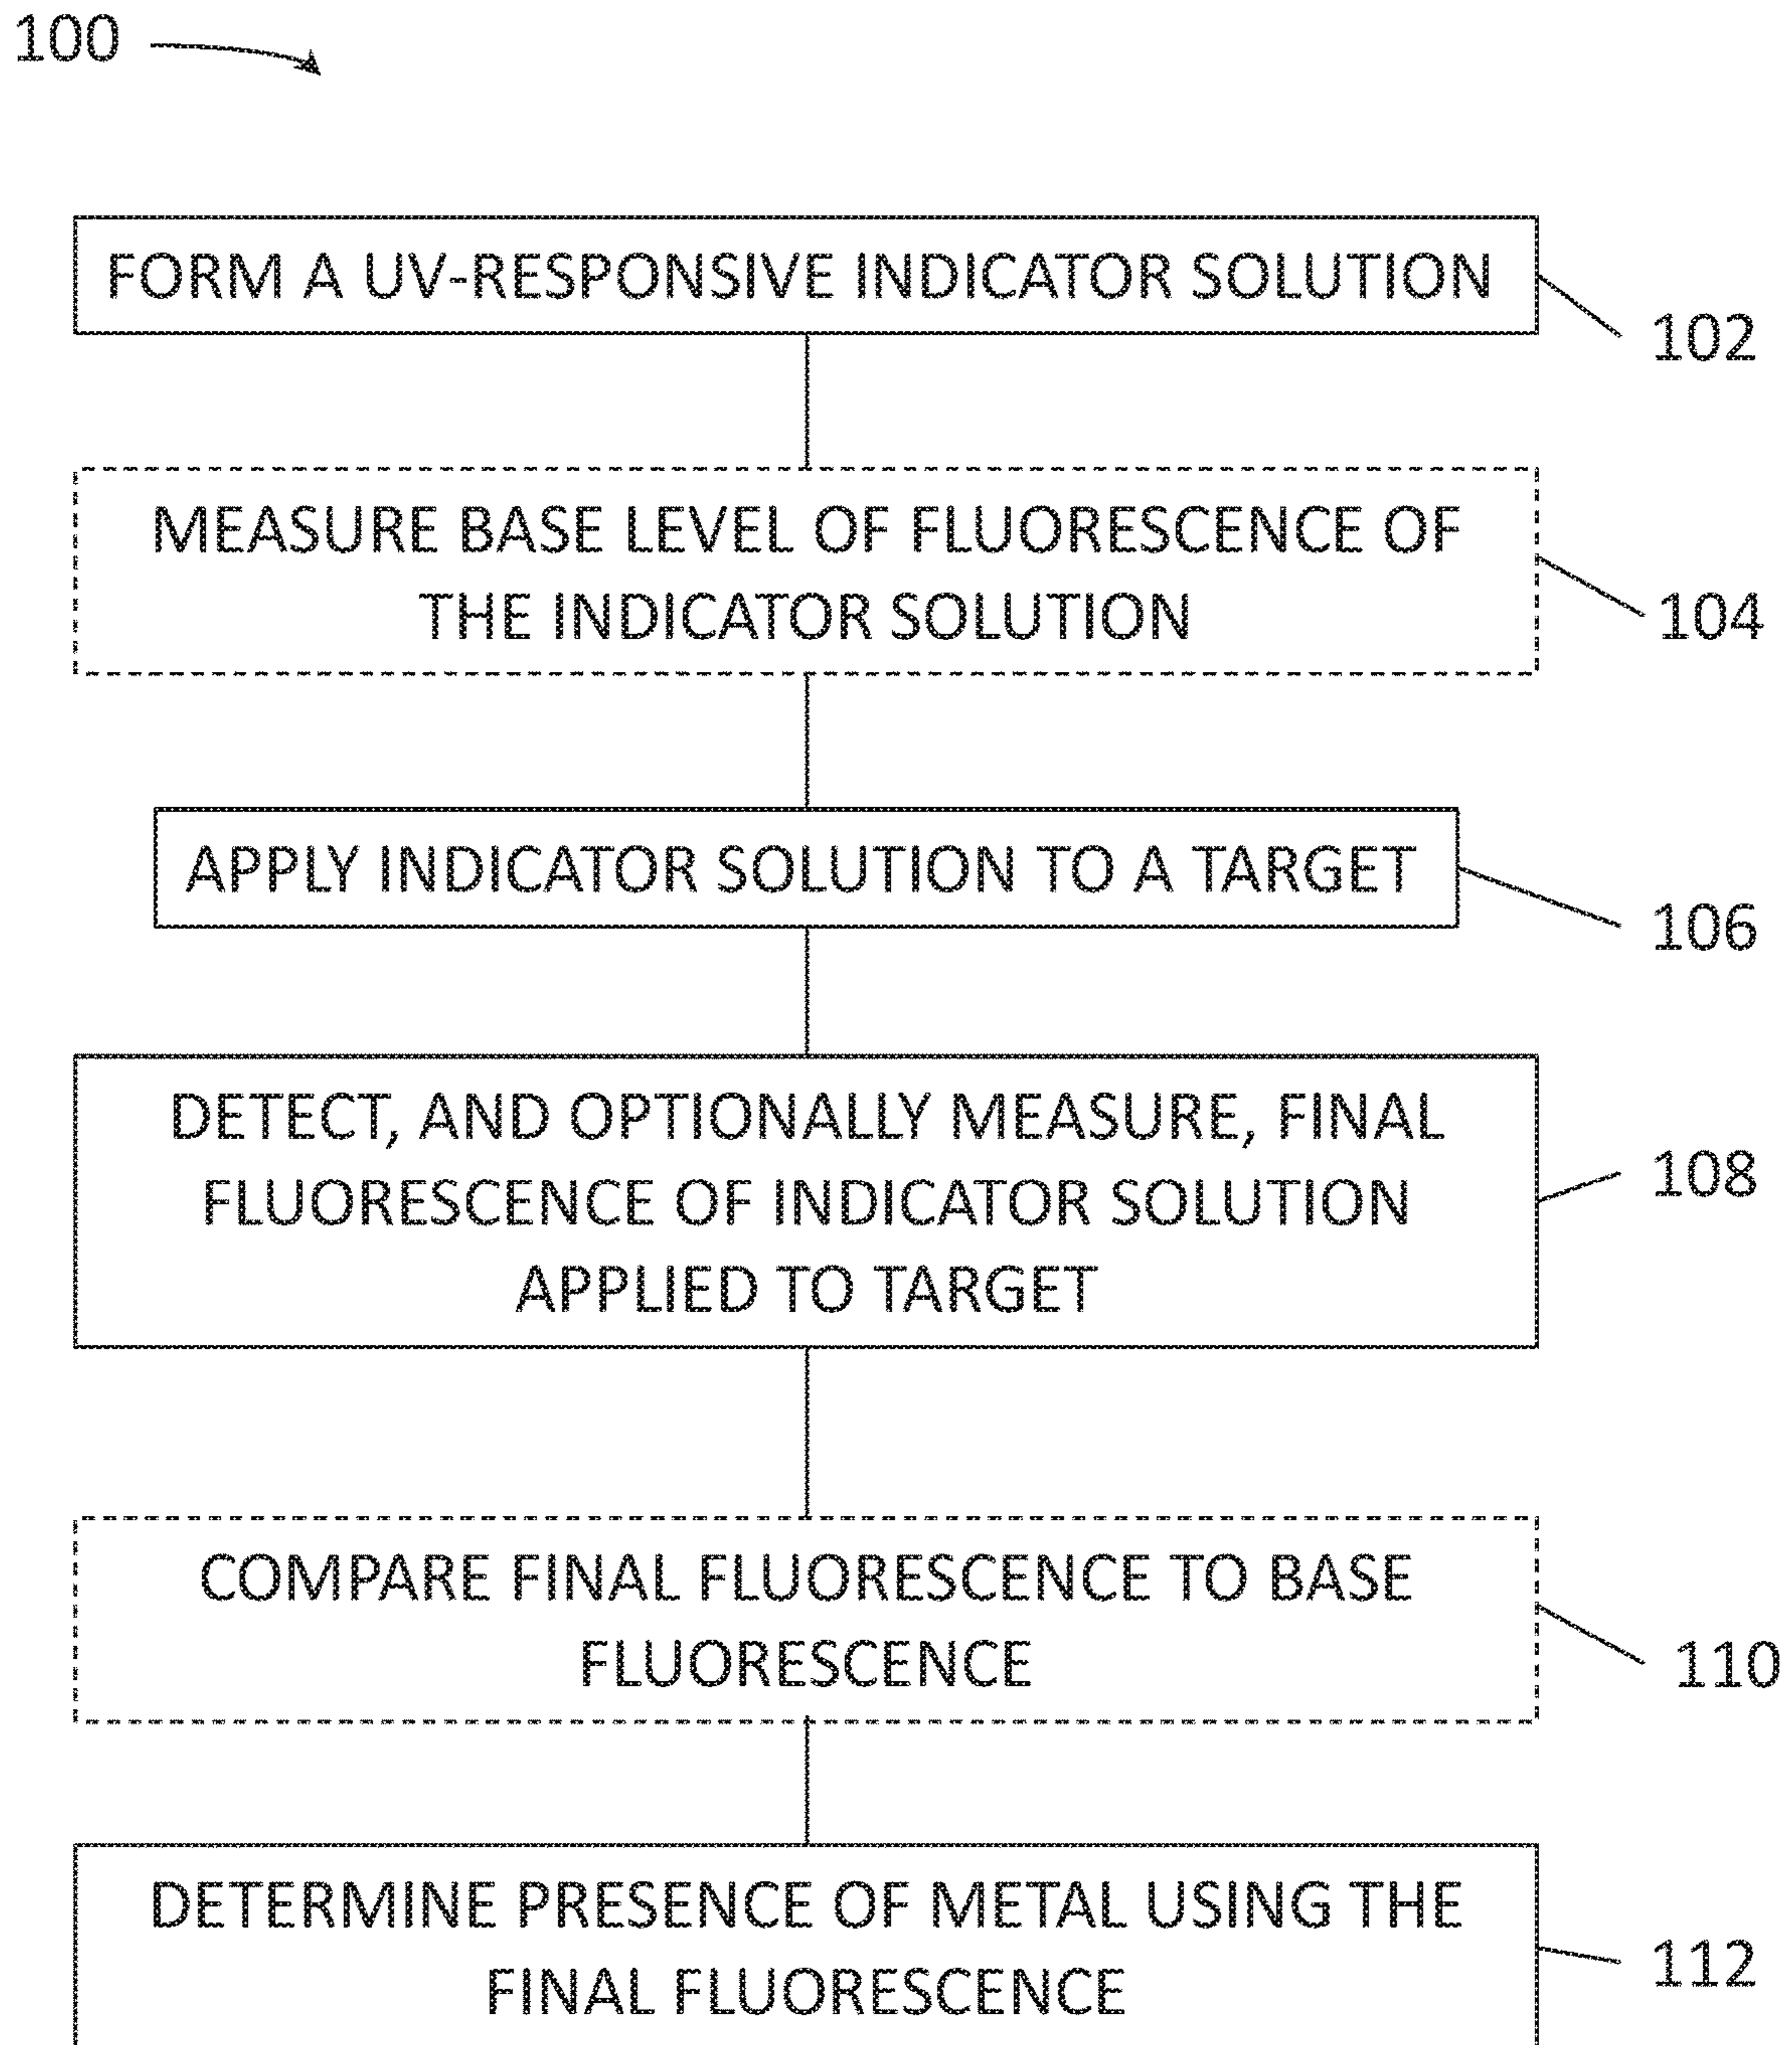 100
FORM A UV-RESPONSIVE INDICATOR SOLUTION
102
MEASURE BASE LEVEL OF FLUORESCENCE OF
THE INDICATOR SOLUTION
104
APPLY INDICATOR SOLUTION TO A TARGET
106
DETECT, AND OPTIONALLY MEASURE, FINAL
FLUORESCENCE OF INDICATOR SOLUTION
APPLIED TO TARGET
108
COMPARE FINAL FLUORESCENCE TO BASE
FLUORESCENCE
110
DETERMINE PRESENCE OF METAL USING THE
FINAL FLUORESCENCE
112